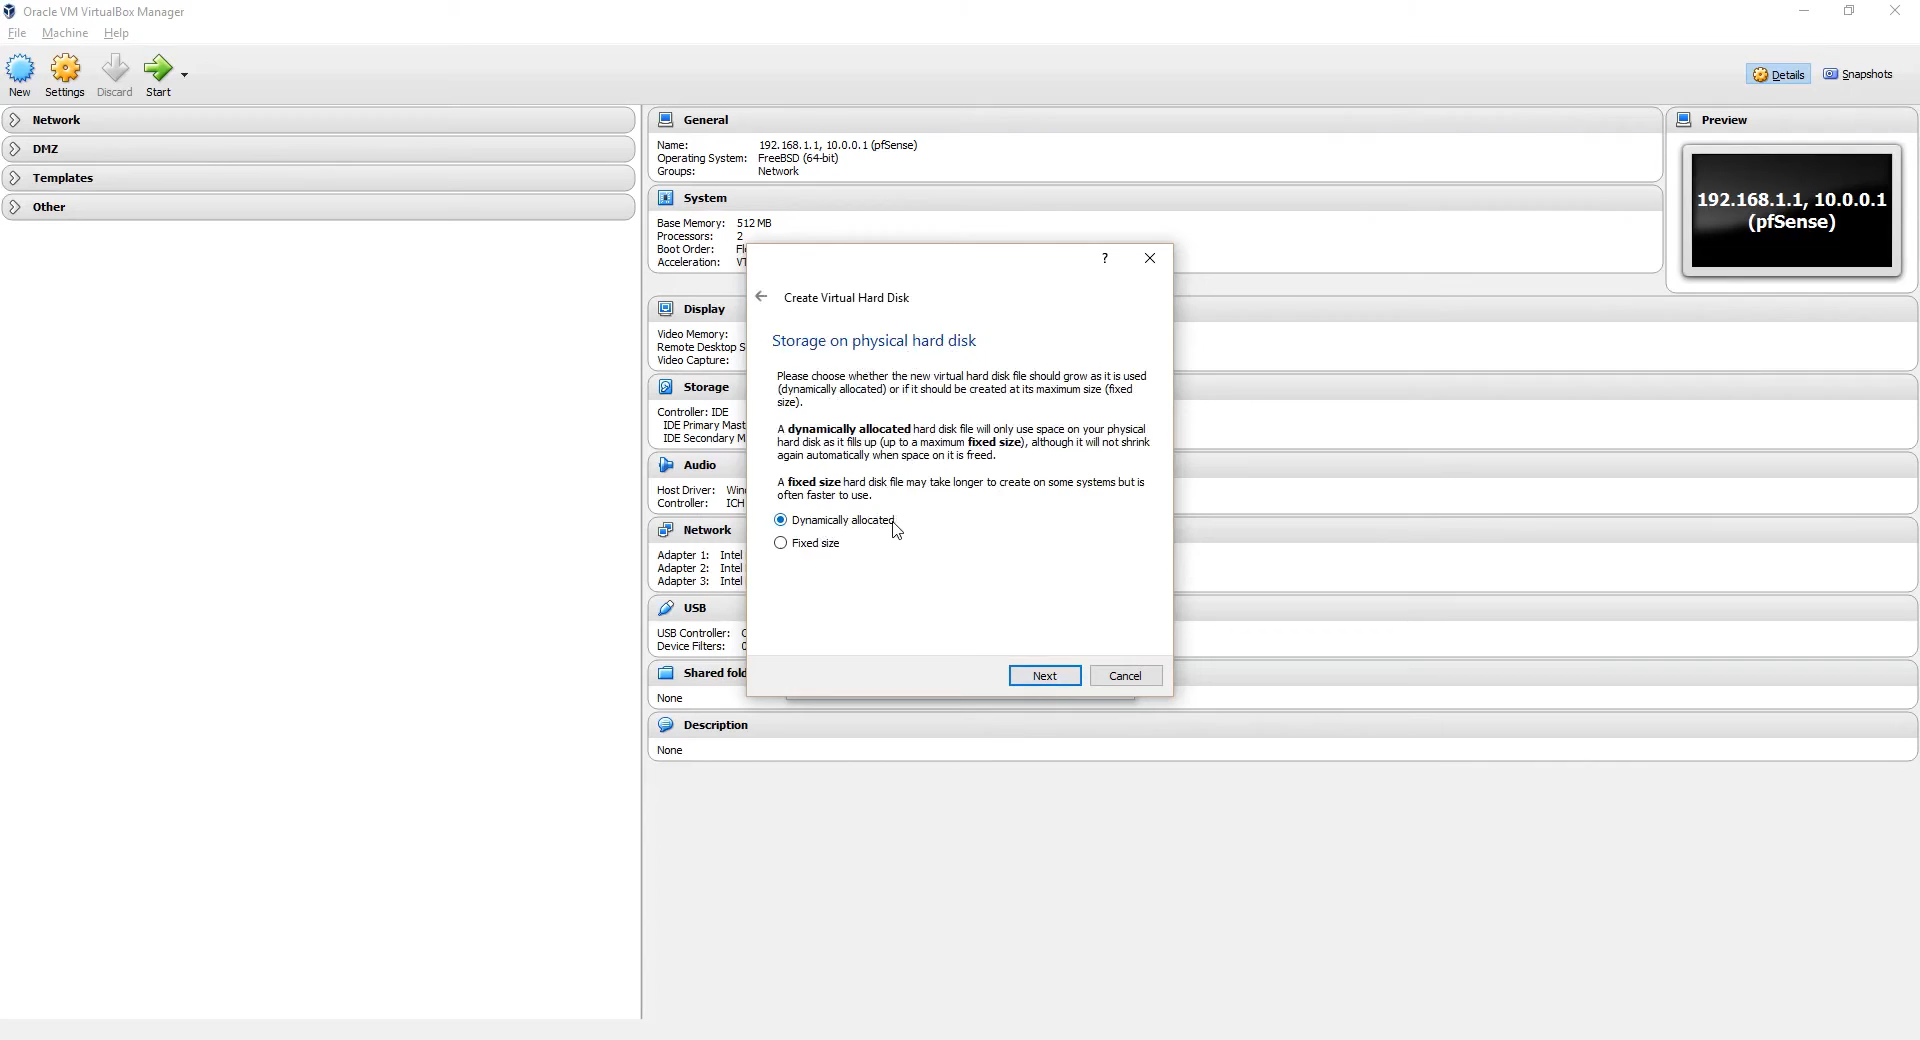 Oracle VM VirtualBox Manager
File Machine Help
New Settings Discard Start
Details Snapshots
Network
DMZ
Templates
Other
General
Name: 192.168.1.1, 10.0.0.1 (pfSense)
Operating System: FreeBSD (64-bit)
Groups: Network
System
Base Memory: 512 MB
Processors: 2
Boot Order: Fl
Acceleration: VT
Preview
192.168.1.1, 10.0.0.1
(pfSense)
Display
Video Memory:
Remote Desktop S
Video Capture:
Storage
Controller: IDE
IDE Primary Mast
IDE Secondary M
Audio
Host Driver: Win
Controller: ICH
Network
Adapter 1: Intel
Adapter 2: Intel
Adapter 3: Intel
USB
USB Controller:
Device Filters: 0
Shared fold
None
Description
None
?
Create Virtual Hard Disk
Storage on physical hard disk
Please choose whether the new virtual hard disk file should grow as it is used
(dynamically allocated) or if it should be created at its maximum size (fixed
size).
A dynamically allocated hard disk file will only use space on your physical
hard disk as it fills up (up to a maximum fixed size), although it will not shrink
again automatically when space on it is freed.
A fixed size hard disk file may take longer to create on some systems but is
often faster to use.
Dynamically allocated
Fixed size
Next Cancel